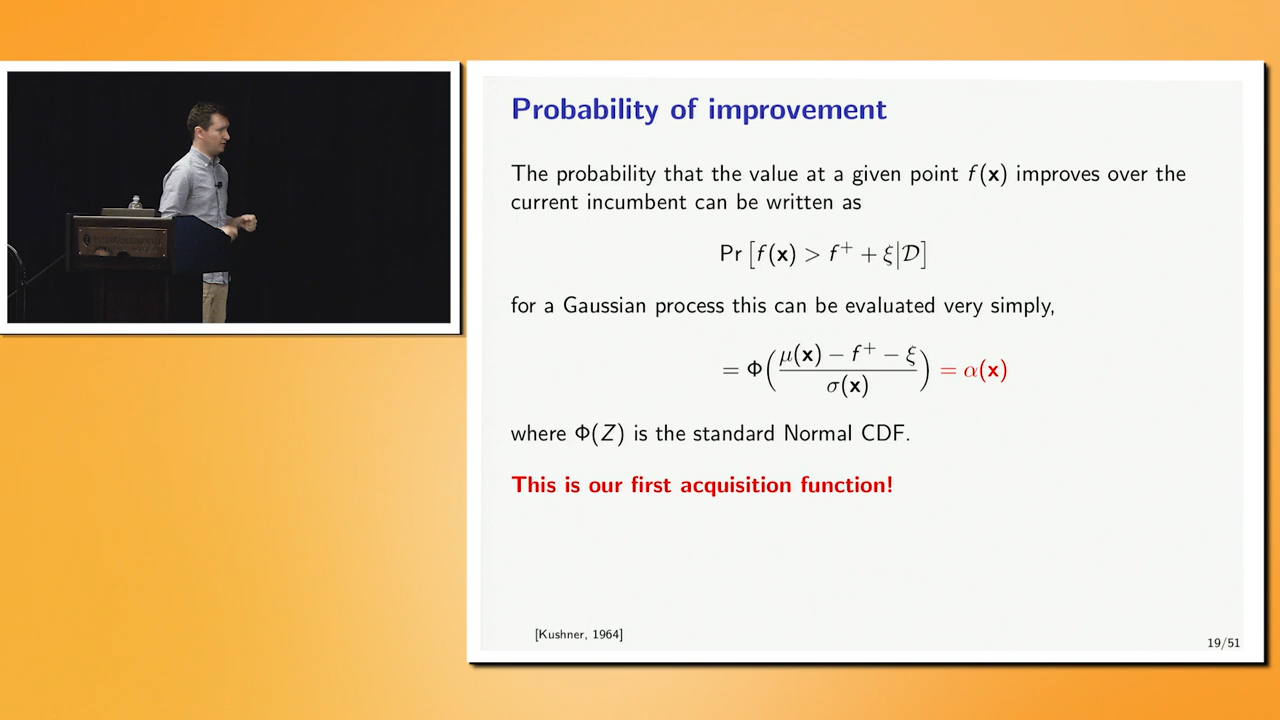 Probability of improvement
The probability that the value at a given point f(x) improves over the
current incumbent can be written as
Pr[f(x) > f⁺ + ξ|𝒟]
for a Gaussian process this can be evaluated very simply,
= Φ((μ(x) − f⁺ − ξ)/σ(x)) = α(x)
where Φ(Z) is the standard Normal CDF.
This is our first acquisition function!
[Kushner, 1964]
19/51